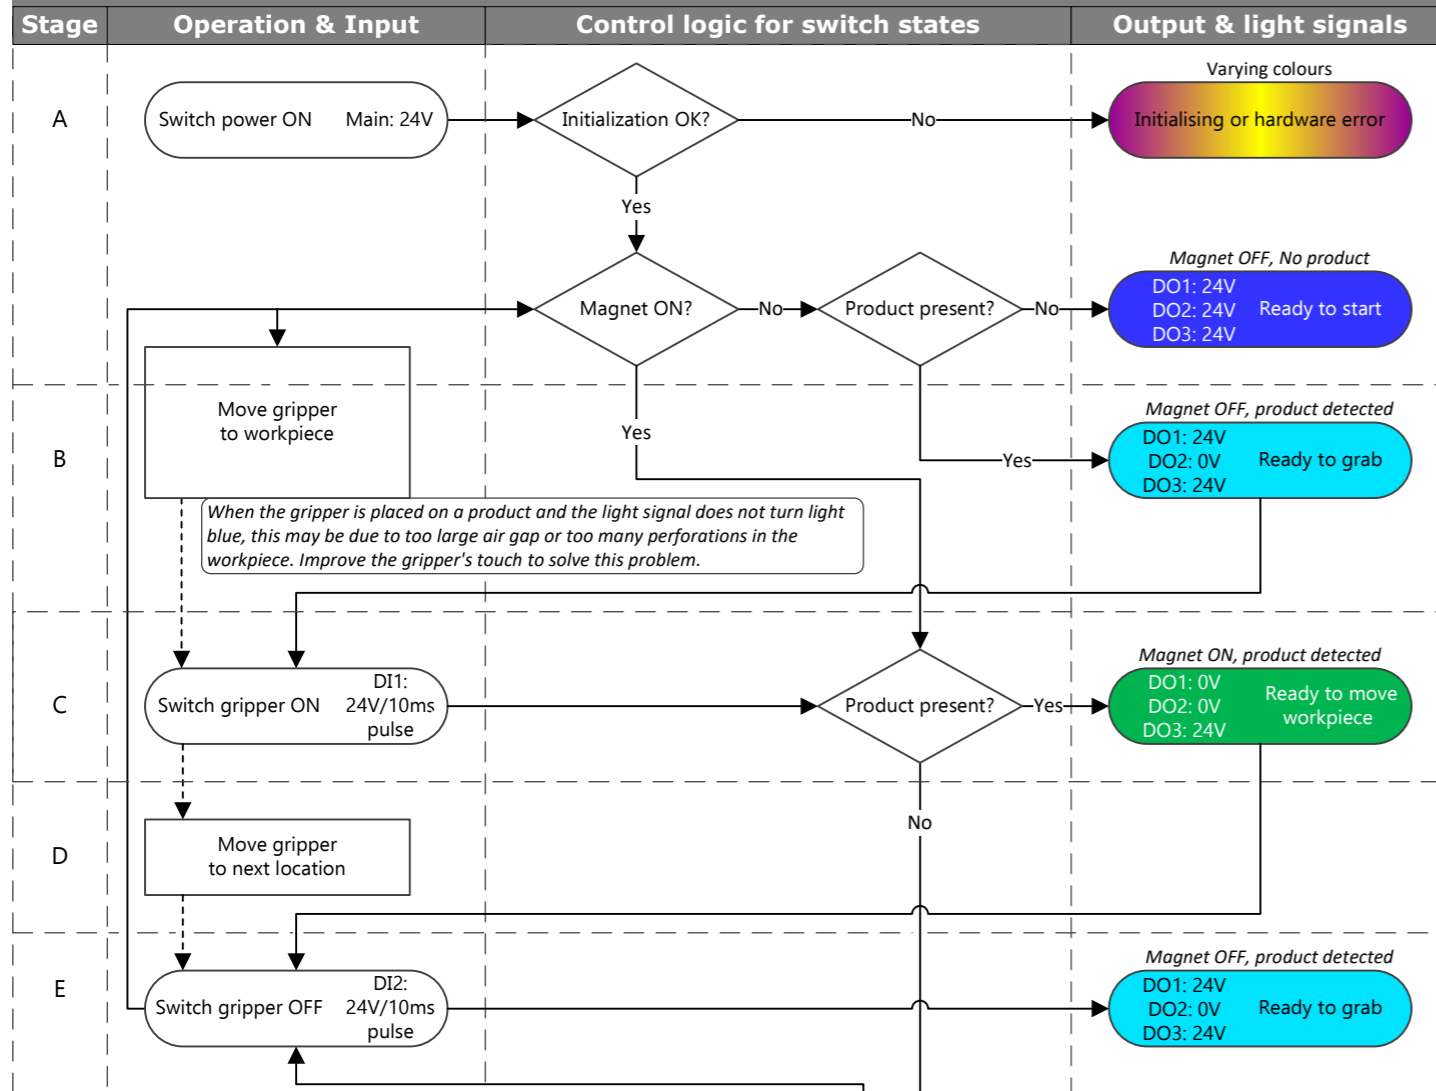 Stage Operation & Input Control logic for switch states Output & light signals
Varying colours
A Switch power ON Main: 24V Initialization OK? No Initialising or hardware error
Yes
Magnet OFF, No product
DO1: 24V
Magnet ON? No Product present? No DO2: 24V Ready to start
DO3: 24V
Move gripper
to workpiece
Yes
Magnet OFF, product detected
DO1: 24V
B Yes DO2: 0V Ready to grab
DO3: 24V
When the gripper is placed on a product and the light signal does not turn light
blue, this may be due to too large air gap or too many perforations in the
workpiece. Improve the gripper's touch to solve this problem.
Magnet ON, product detected
DI1:
C Switch gripper ON 24V/10ms Product present? Yes
pulse
DO1: 0V
DO2: 0V
DO3: 24V
Ready to move
workpiece
No
D Move gripper
to next location
Magnet OFF, product detected
DI2:
E Switch gripper OFF 24V/10ms
pulse
DO1: 24V
DO2: 0V Ready to grab
DO3: 24V